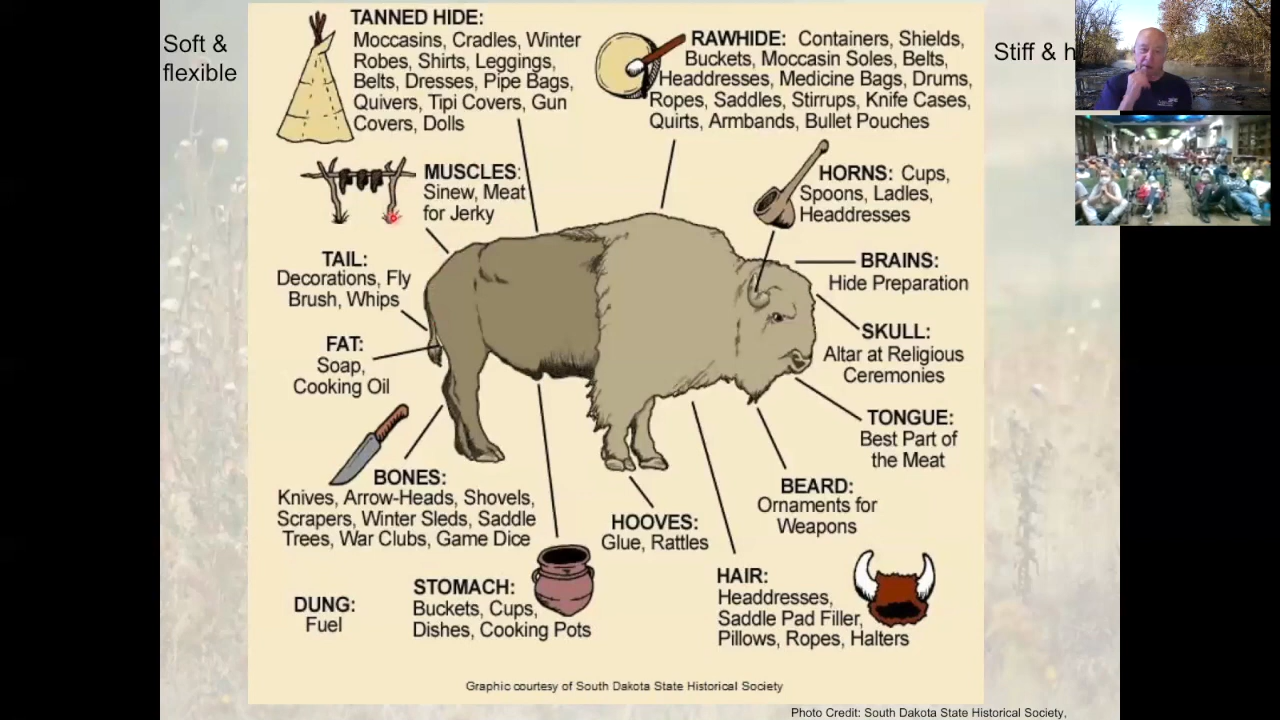 Soft &
flexible
TANNED HIDE:
Moccasins, Cradles, Winter
Robes, Shirts, Leggings,
Belts, Dresses, Pipe Bags,
Quivers, Tipi Covers, Gun
Covers, Dolls
RAWHIDE: Containers, Shields,
Buckets, Moccasin Soles, Belts,
Headdresses, Medicine Bags, Drums,
Ropes, Saddles, Stirrups, Knife Cases,
Quirts, Armbands, Bullet Pouches
Stiff & h
MUSCLES:
Sinew, Meat
for Jerky
HORNS: Cups,
Spoons, Ladles,
Headdresses
TAIL:
Decorations, Fly
Brush, Whips
BRAINS:
Hide Preparation
FAT:
Soap,
Cooking Oil
SKULL:
Altar at Religious
Ceremonies
TONGUE:
Best Part of
the Meat
BONES:
Knives, Arrow-Heads, Shovels,
Scrapers, Winter Sleds, Saddle
Trees, War Clubs, Game Dice
BEARD:
Ornaments for
Weapons
HOOVES:
Glue, Rattles
DUNG:
Fuel
STOMACH:
Buckets, Cups,
Dishes, Cooking Pots
HAIR:
Headdresses,
Saddle Pad Filler,
Pillows, Ropes, Halters
Graphic courtesy of South Dakota State Historical Society
Photo Credit: South Dakota State Historical Society,